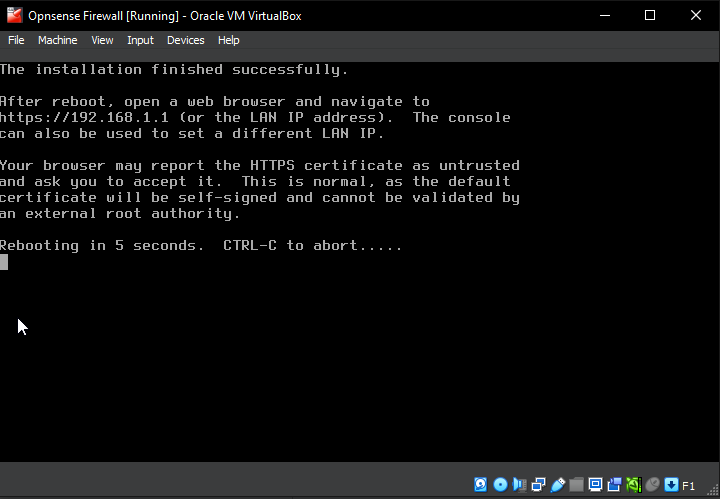 Opnsense Firewall [Running] - Oracle VM VirtualBox
File Machine View Input Devices Help
The installation finished successfully.
After reboot, open a web browser and navigate to
https://192.168.1.1 (or the LAN IP address).  The console
can also be used to set a different LAN IP.
Your browser may report the HTTPS certificate as untrusted
and ask you to accept it.  This is normal, as the default
certificate will be self-signed and cannot be validated by
an external root authority.
Rebooting in 5 seconds.  CTRL-C to abort.....
F1